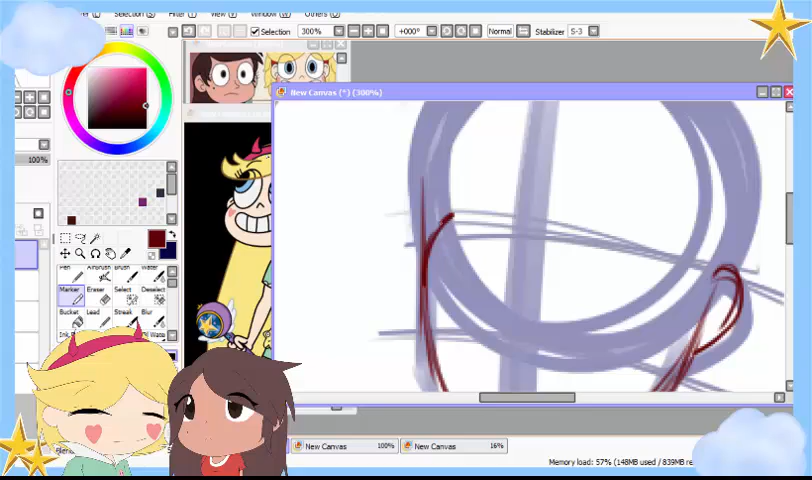 Selection (S)
Filter (T)
View (V)
Window (W)
Others (O)
Selection
300%
+000°
Normal
Stabilizer
S-3
New Canvas (*) (300%)
100%
Pen
Airbrush
Brush
Water
Marker
Eraser
Select
Deselect
Bucket
Lead
Streak
Blur
New Canvas
100%
New Canvas
16%
Memory load: 57% (148MB used / 839MB re